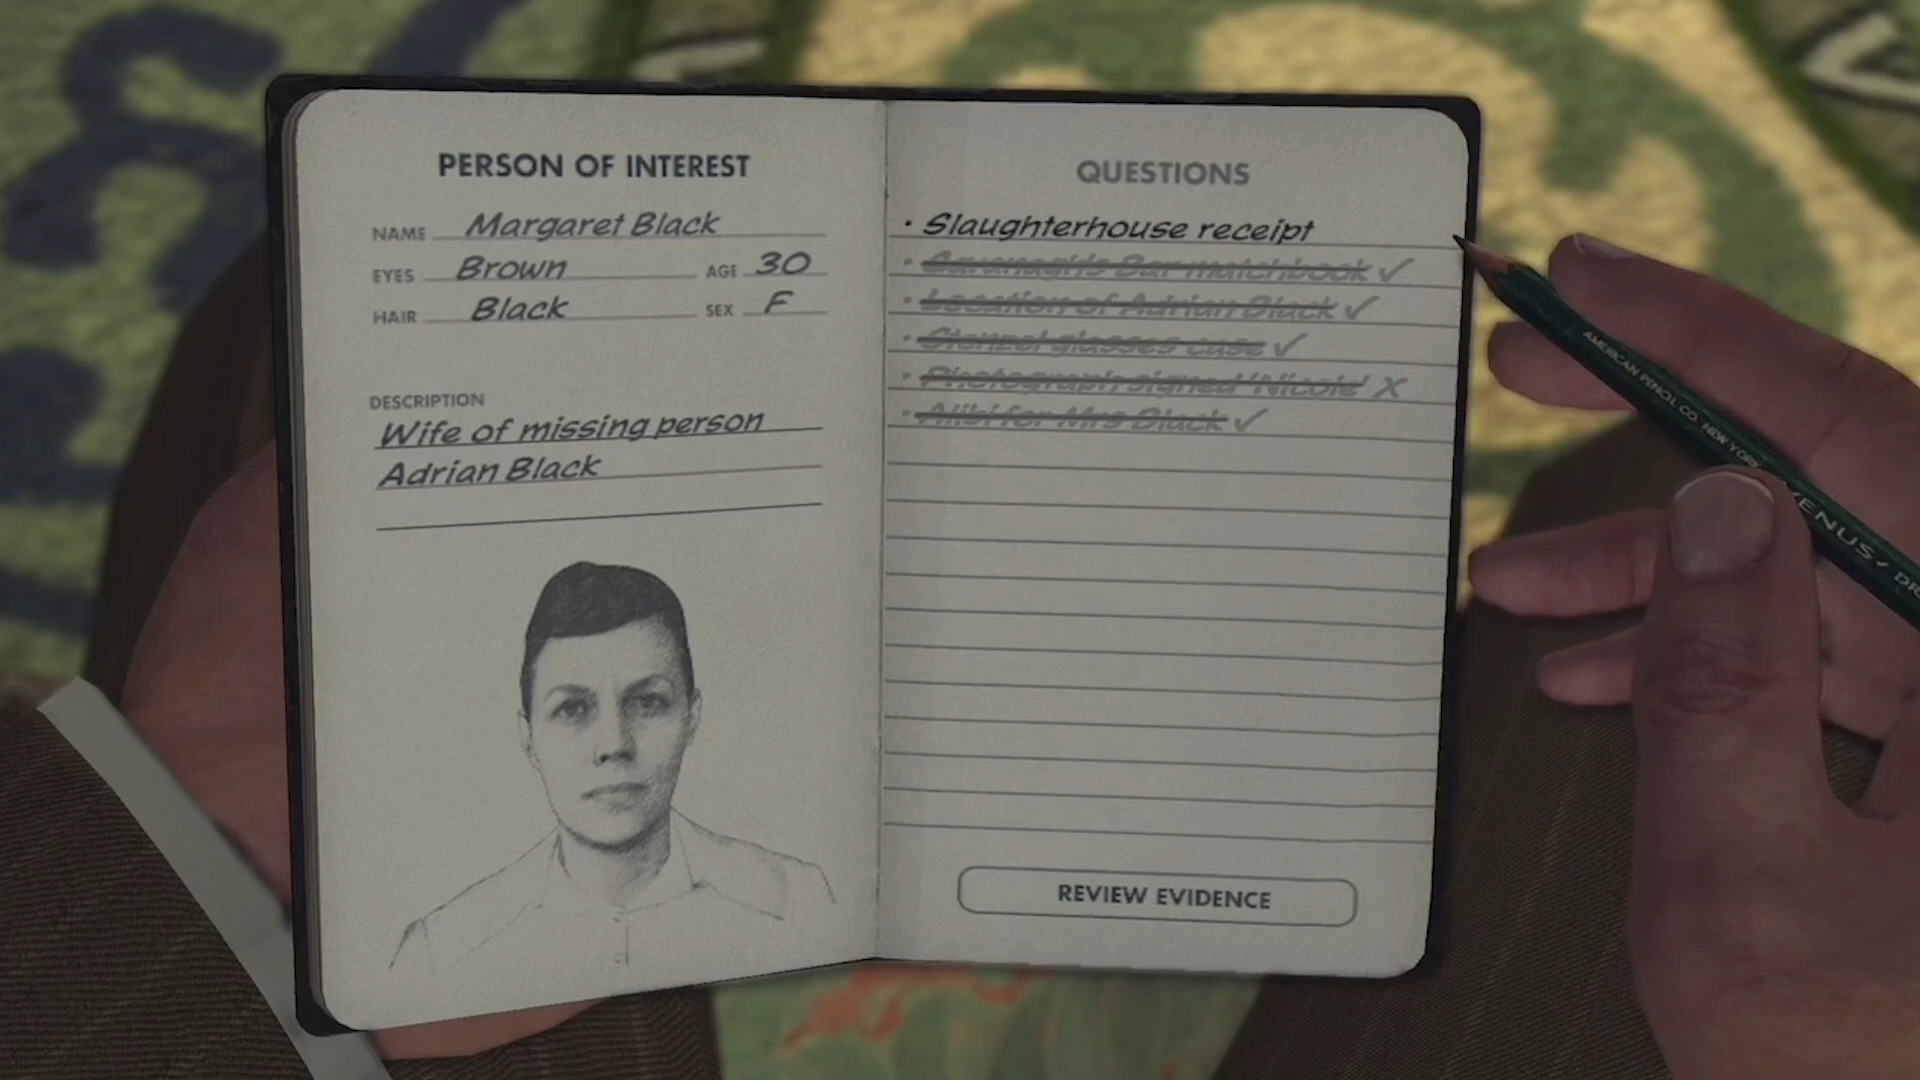 PERSON OF INTEREST
NAME Margaret Black
EYES Brown AGE 30
HAIR Black SEX F
DESCRIPTION
Wife of missing person
Adrian Black
QUESTIONS
• Slaughterhouse receipt
• Cavanagh's Bar matchbook ✓
• Location of Adrian Black ✓
• Stenzel glasses case ✓
• Photograph signed 'Nicole' X
• Alibi for Mrs Black ✓
REVIEW EVIDENCE
AMERICAN PENCIL CO. NEW YORK
VENUS